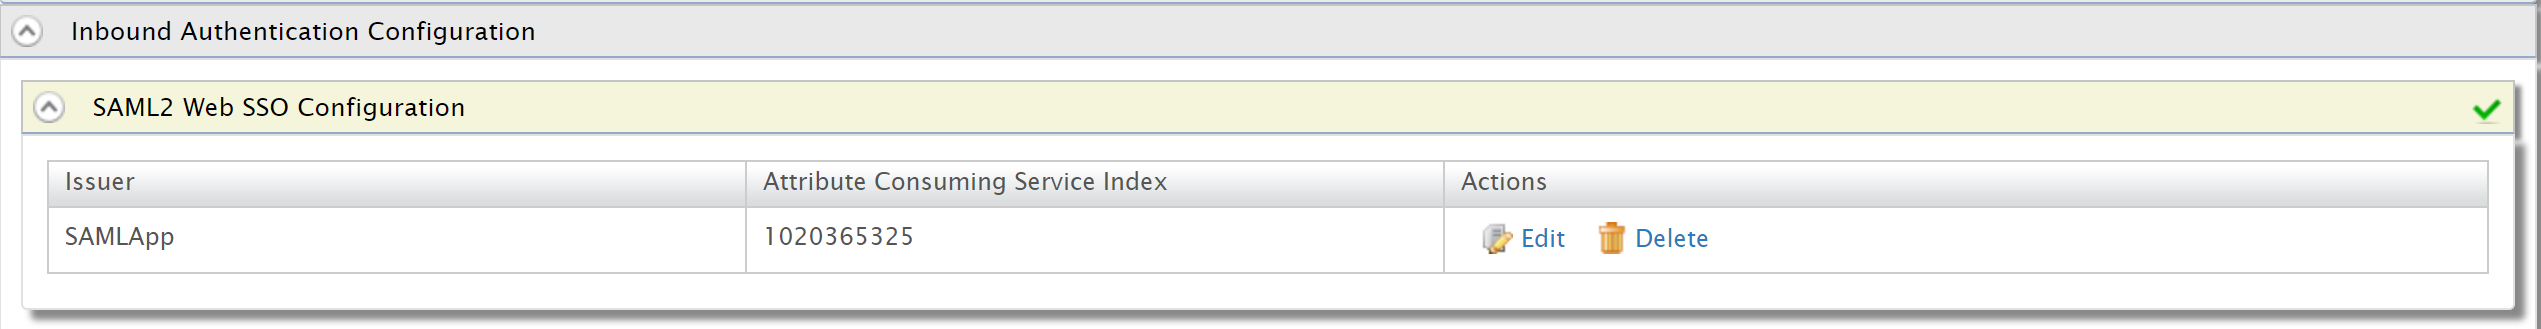 Inbound Authentication Configuration
SAML2 Web SSO Configuration
Issuer Attribute Consuming Service Index Actions
SAMLApp 1020365325 Edit Delete